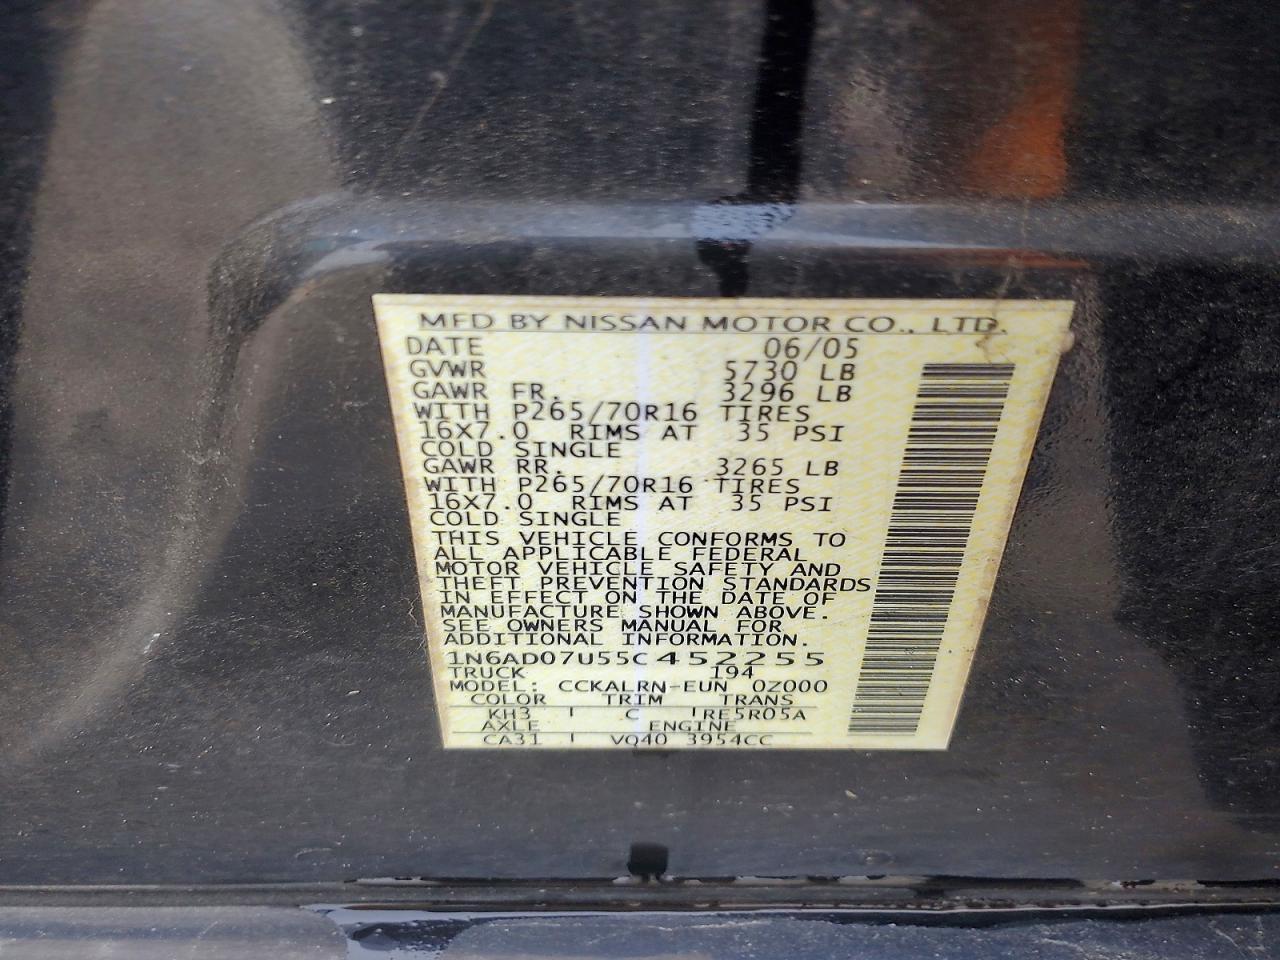 MFD BY NISSAN MOTOR CO., LTD.
DATE 06/05
GVWR 5730 LB
GAWR FR. 3296 LB
WITH P265/70R16 TIRES
16X7.0 RIMS AT 35 PSI
COLD SINGLE
GAWR RR. 3265 LB
WITH P265/70R16 TIRES
16X7.0 RIMS AT 35 PSI
COLD SINGLE
THIS VEHICLE CONFORMS TO
ALL APPLICABLE FEDERAL
MOTOR VEHICLE SAFETY AND
THEFT PREVENTION STANDARDS
IN EFFECT ON THE DATE OF
MANUFACTURE SHOWN ABOVE.
SEE OWNERS MANUAL FOR
ADDITIONAL INFORMATION.
1N6AD07U55C452255
TRUCK 194
MODEL: CCKALRN-EUN 0Z000
COLOR TRIM TRANS
KH3 C RE5R05A
AXLE ENGINE
CA31 VQ40 3954CC